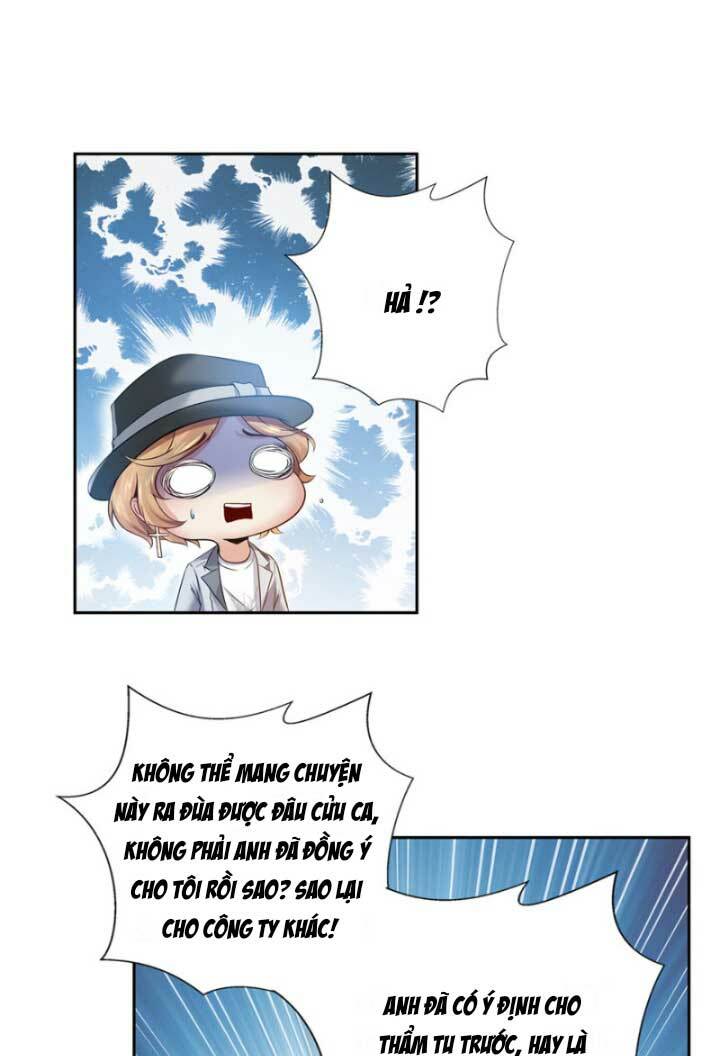 HẢ !?
KHÔNG THỂ MANG CHUYỆN
NÀY RA ĐÙA ĐƯỢC ĐÂU CỬU CA,
KHÔNG PHẢI ANH ĐÃ ĐỒNG Ý
CHO TÔI RỒI SAO? SAO LẠI
CHO CÔNG TY KHÁC!
ANH ĐÃ CÓ Ý ĐỊNH CHO
THẨM TU TRƯỚC, HAY LÀ